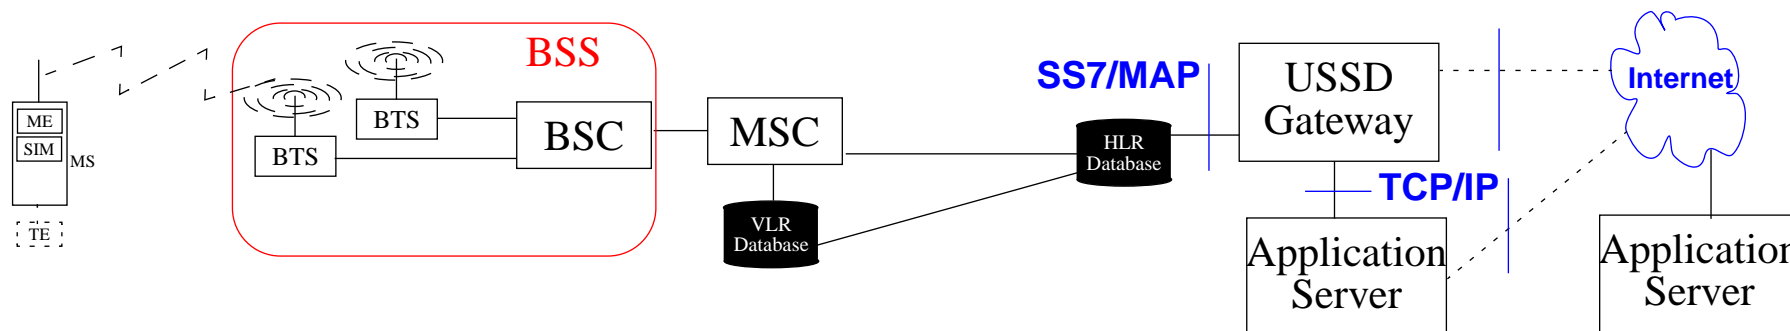 ME
SIM
MS
TE
BSS
BTS
BTS
BSC
MSC
VLR
Database
HLR
Database
SS7/MAP
USSD
Gateway
TCP/IP
Application
Server
Internet
Application
Server